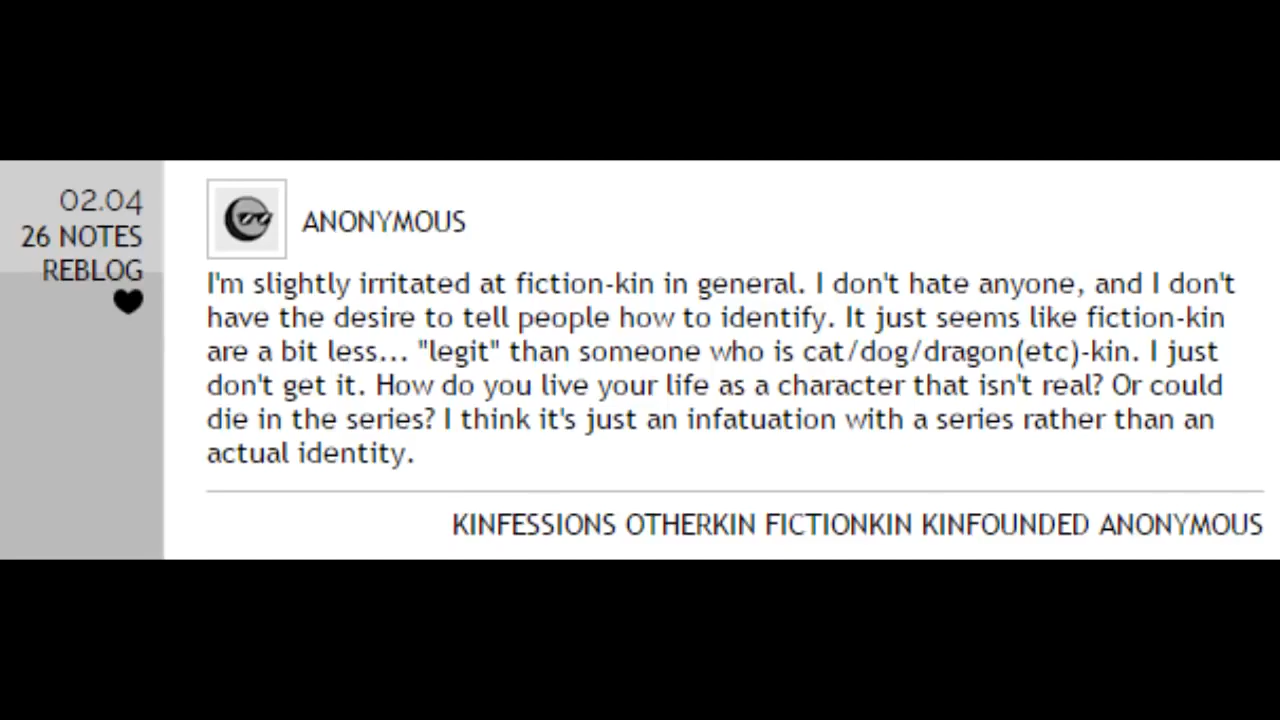 02.04
26 NOTES
REBLOG
ANONYMOUS
I'm slightly irritated at fiction-kin in general. I don't hate anyone, and I don't
have the desire to tell people how to identify. It just seems like fiction-kin
are a bit less... "legit" than someone who is cat/dog/dragon(etc)-kin. I just
don't get it. How do you live your life as a character that isn't real? Or could
die in the series? I think it's just an infatuation with a series rather than an
actual identity.
KINFESSIONS OTHERKIN FICTIONKIN KINFOUNDED ANONYMOUS